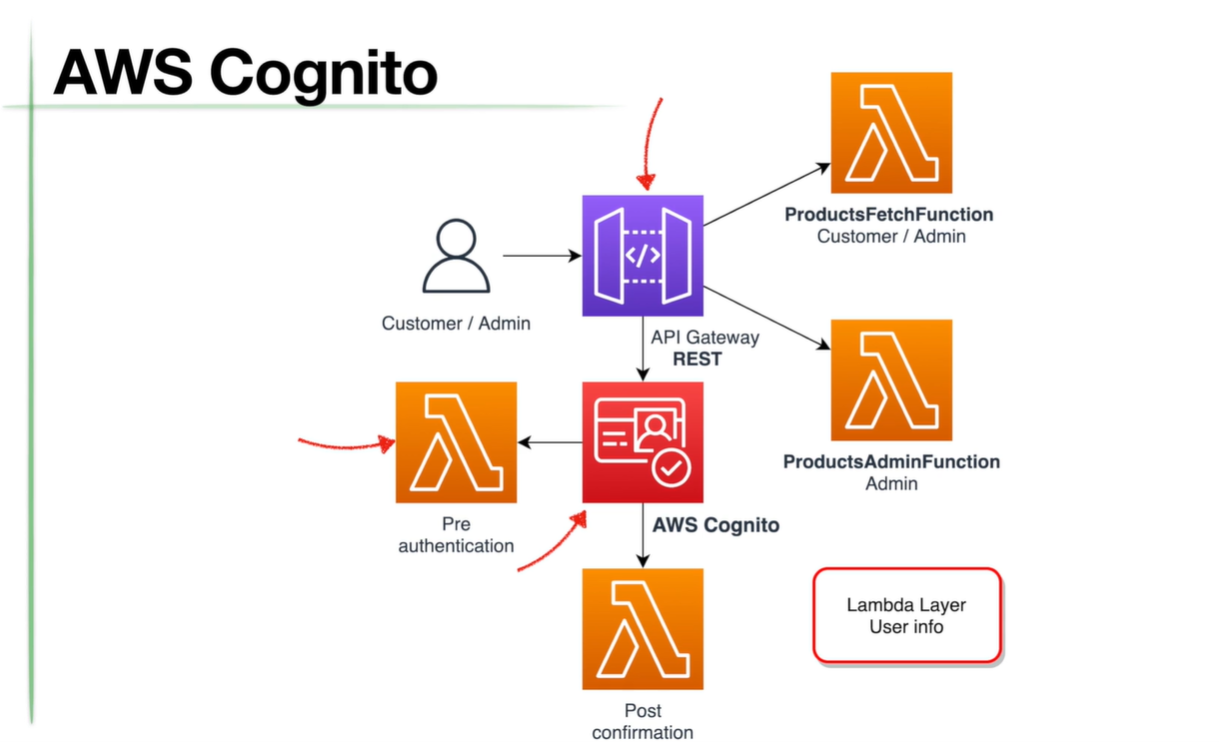 AWS Cognito
ProductsFetchFunction
Customer / Admin
</>
Customer / Admin
API Gateway
REST
ProductsAdminFunction
Admin
Pre
authentication
AWS Cognito
Lambda Layer
User info
Post
confirmation